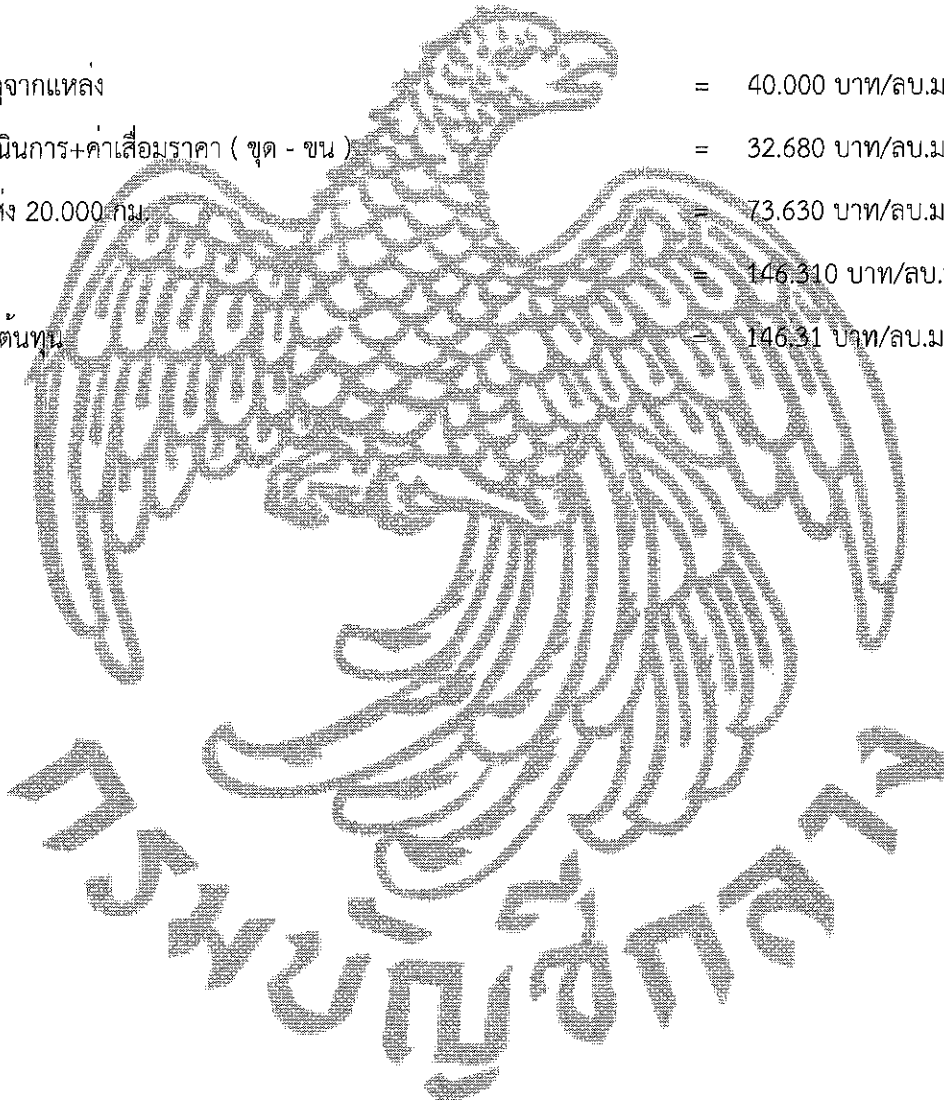 จากแหล่ง = 40.000 บาท/ลบ.ม
นินการ+ค่าเสื่อมราคา ( ขุด - ขน ) = 32.680 บาท/ลบ.ม
ส่ง 20.000 กม. = 73.630 บาท/ลบ.ม
= 146.310 บาท/ลบ.
ต้นทุน = 146.31 บาท/ลบ.ม
กรมบัญชีกลาง